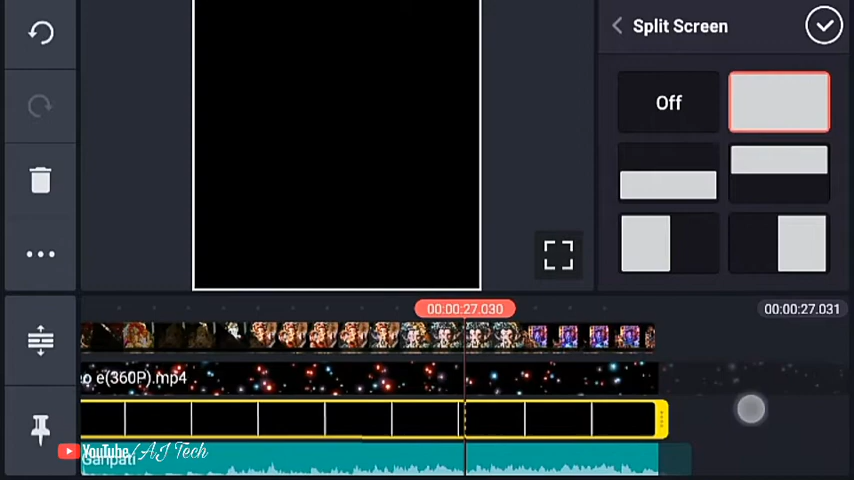 Split Screen
Off
00:00:27.030
00:00:27.031
o e(360P).mp4
YouTube/AJ Tech
Ganpati